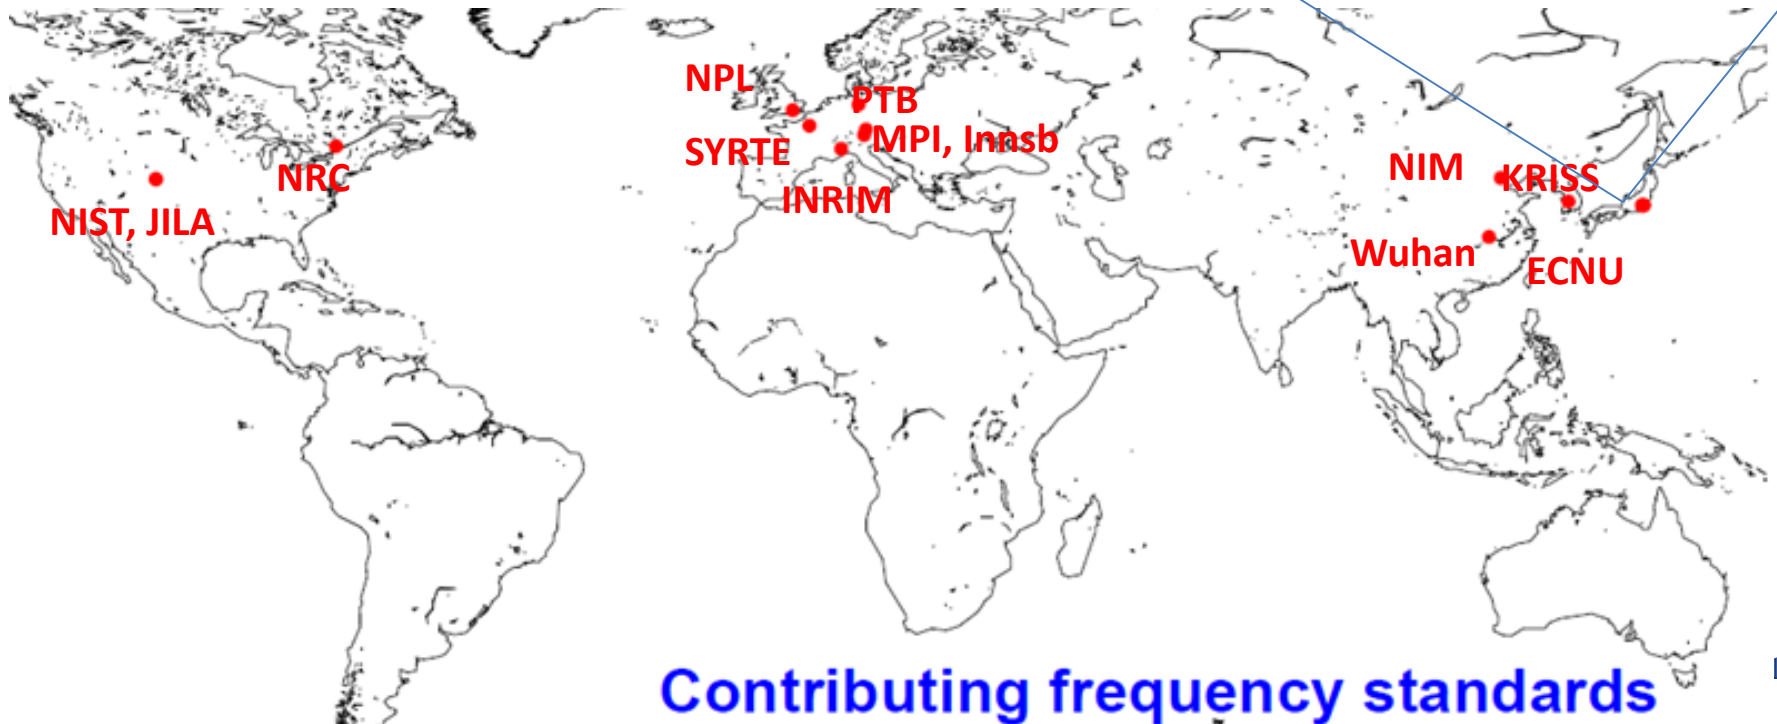 NPL
PTB
SYRTE
MPI, Innsb
NRC
INRIM
NIST, JILA
NIM
KRISS
Wuhan
ECNU
Contributing frequency standards